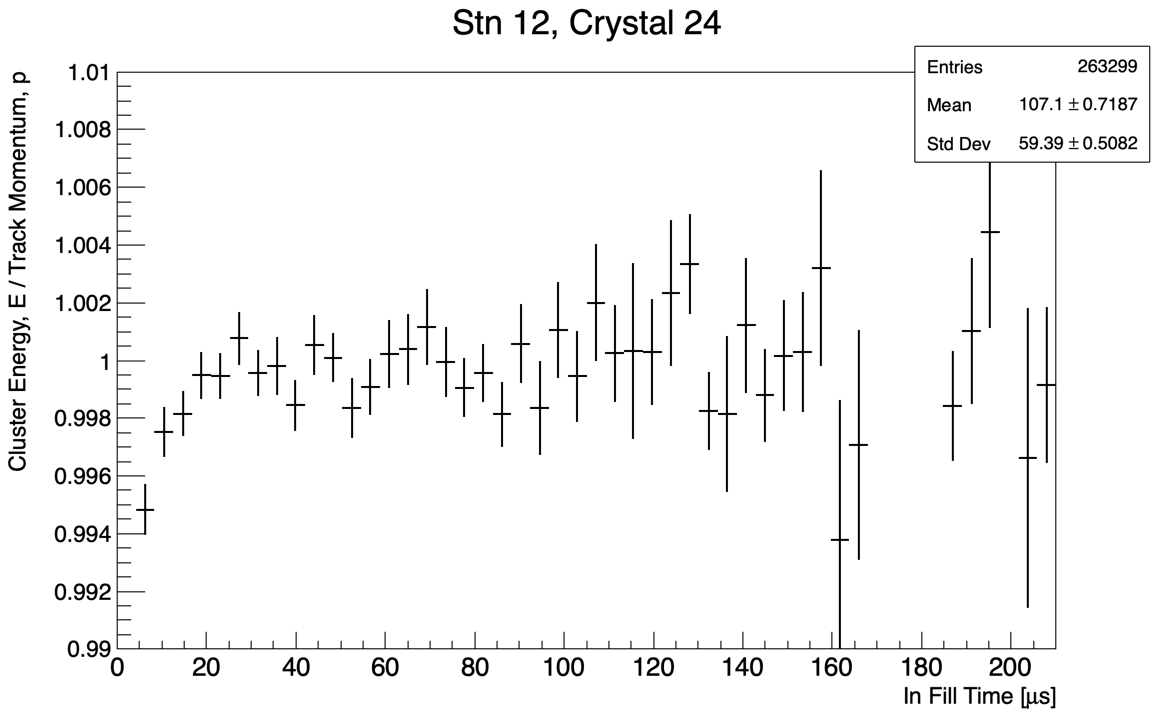 Stn 12, Crystal 24
Entries 263299
Mean 107.1 ± 0.7187
Std Dev 59.39 ± 0.5082
Cluster Energy, E / Track Momentum, p
1.01
1.008
1.006
1.004
1.002
1
0.998
0.996
0.994
0.992
0.99
0 20 40 60 80 100 120 140 160 180 200
In Fill Time [μs]